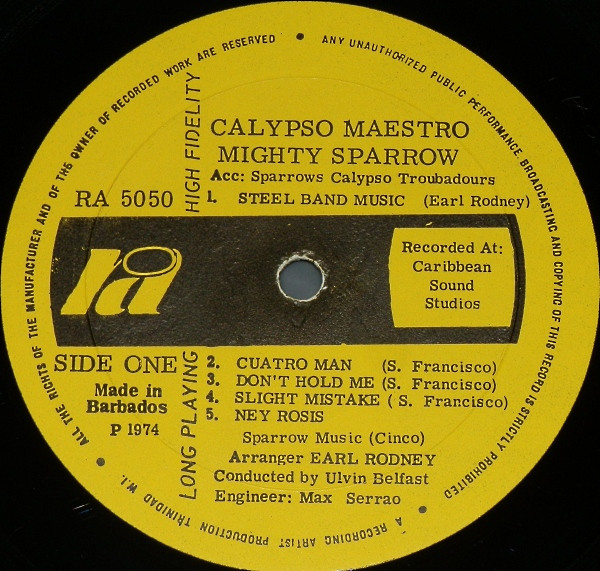 ALL THE RIGHTS OF THE MANUFACTURER AND OF THE OWNER OF RECORDED WORK ARE RESERVED • ANY UNAUTHORIZED PUBLIC PERFORMANCE BROADCASTING AND COPYING OF THIS RECORD IS STRICTLY PROHIBITED
• A RECORDING ARTIST PRODUCTION TRINIDAD W.I. •
HIGH FIDELITY
CALYPSO MAESTRO
MIGHTY SPARROW
Acc: Sparrows Calypso Troubadours
RA 5050
1. STEEL BAND MUSIC (Earl Rodney)
ra
Recorded At:
Caribbean
Sound
Studios
SIDE ONE
Made in
Barbados
P 1974
LONG PLAYING
2. CUATRO MAN (S. Francisco)
3. DON'T HOLD ME (S. Francisco)
4. SLIGHT MISTAKE ( S. Francisco)
5. NEY ROSIS
Sparrow Music (Cinco)
Arranger EARL RODNEY
Conducted by Ulvin Belfast
Engineer: Max Serrao